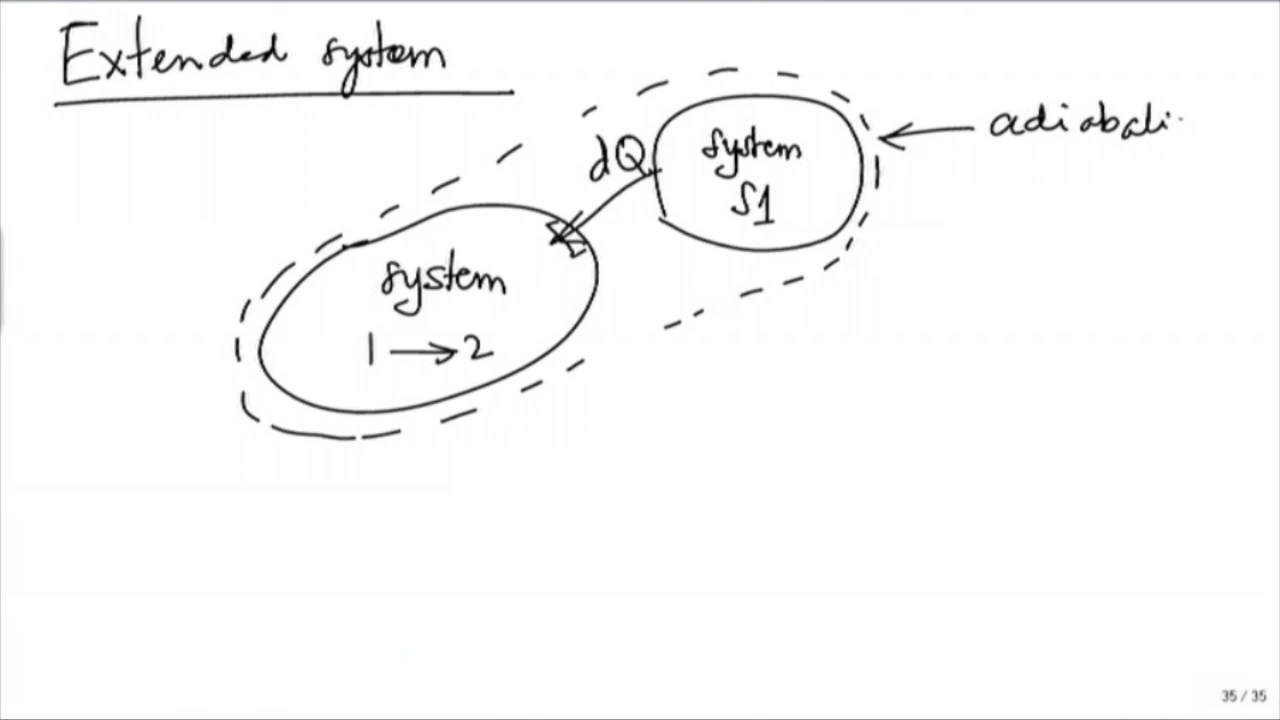 Extended system
dQ
system
S1
adiabati
system
1 → 2
35 / 35